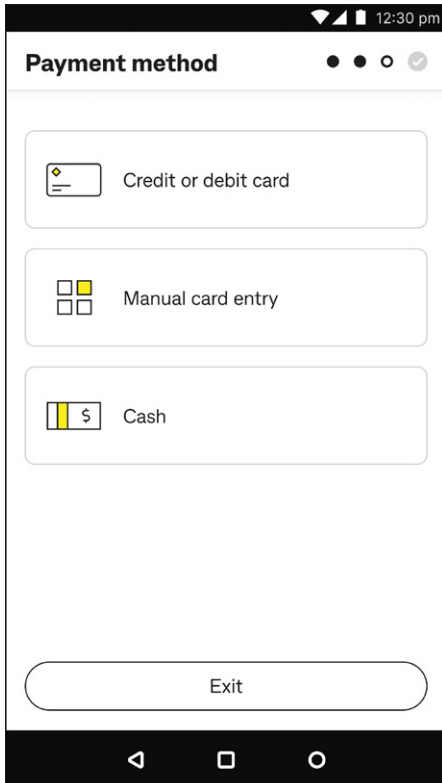 12:30 pm
Payment method
Credit or debit card
Manual card entry
$
Cash
Exit